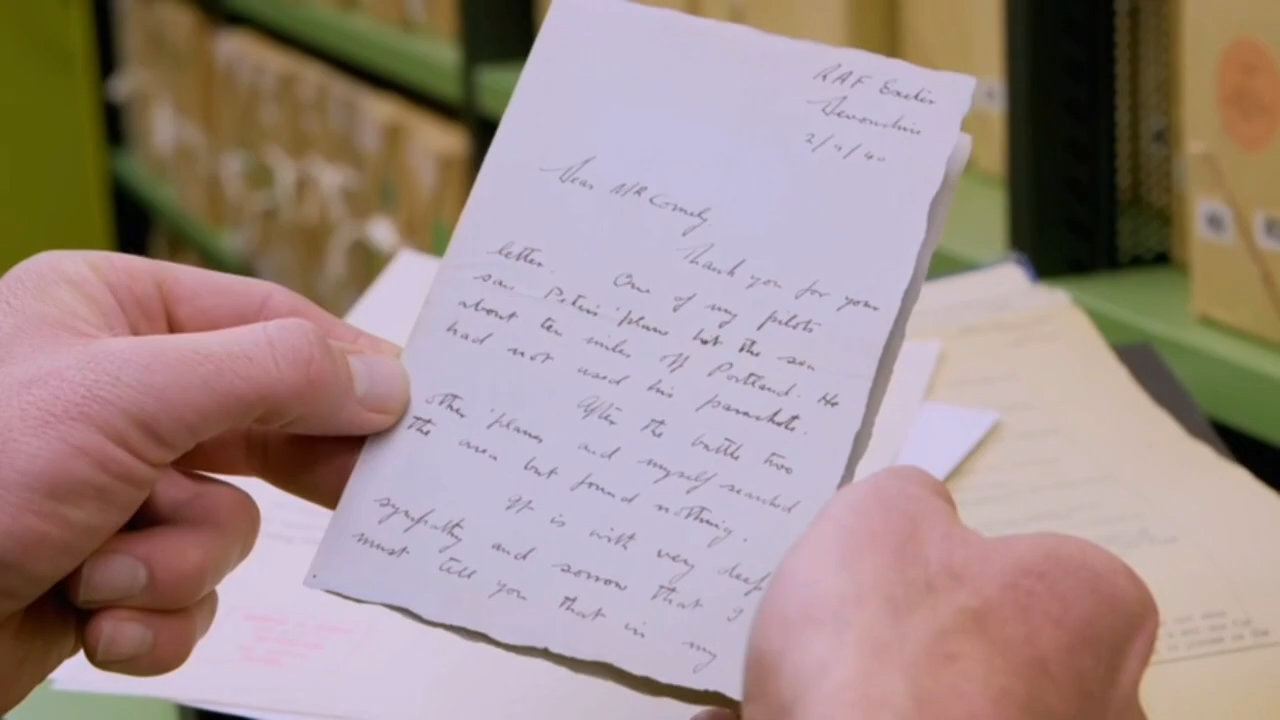 RAF Exeter
Devonshire
2/9/40
Dear Mr Comely,
Thank you for your
letter. One of my pilots
saw Peter's plane hit the sea
about ten miles off Portland. He
had not used his parachute.
After the battle two
other planes and myself searched
the area but found nothing.
It is with very deep
sympathy and sorrow that I
must tell you that in my